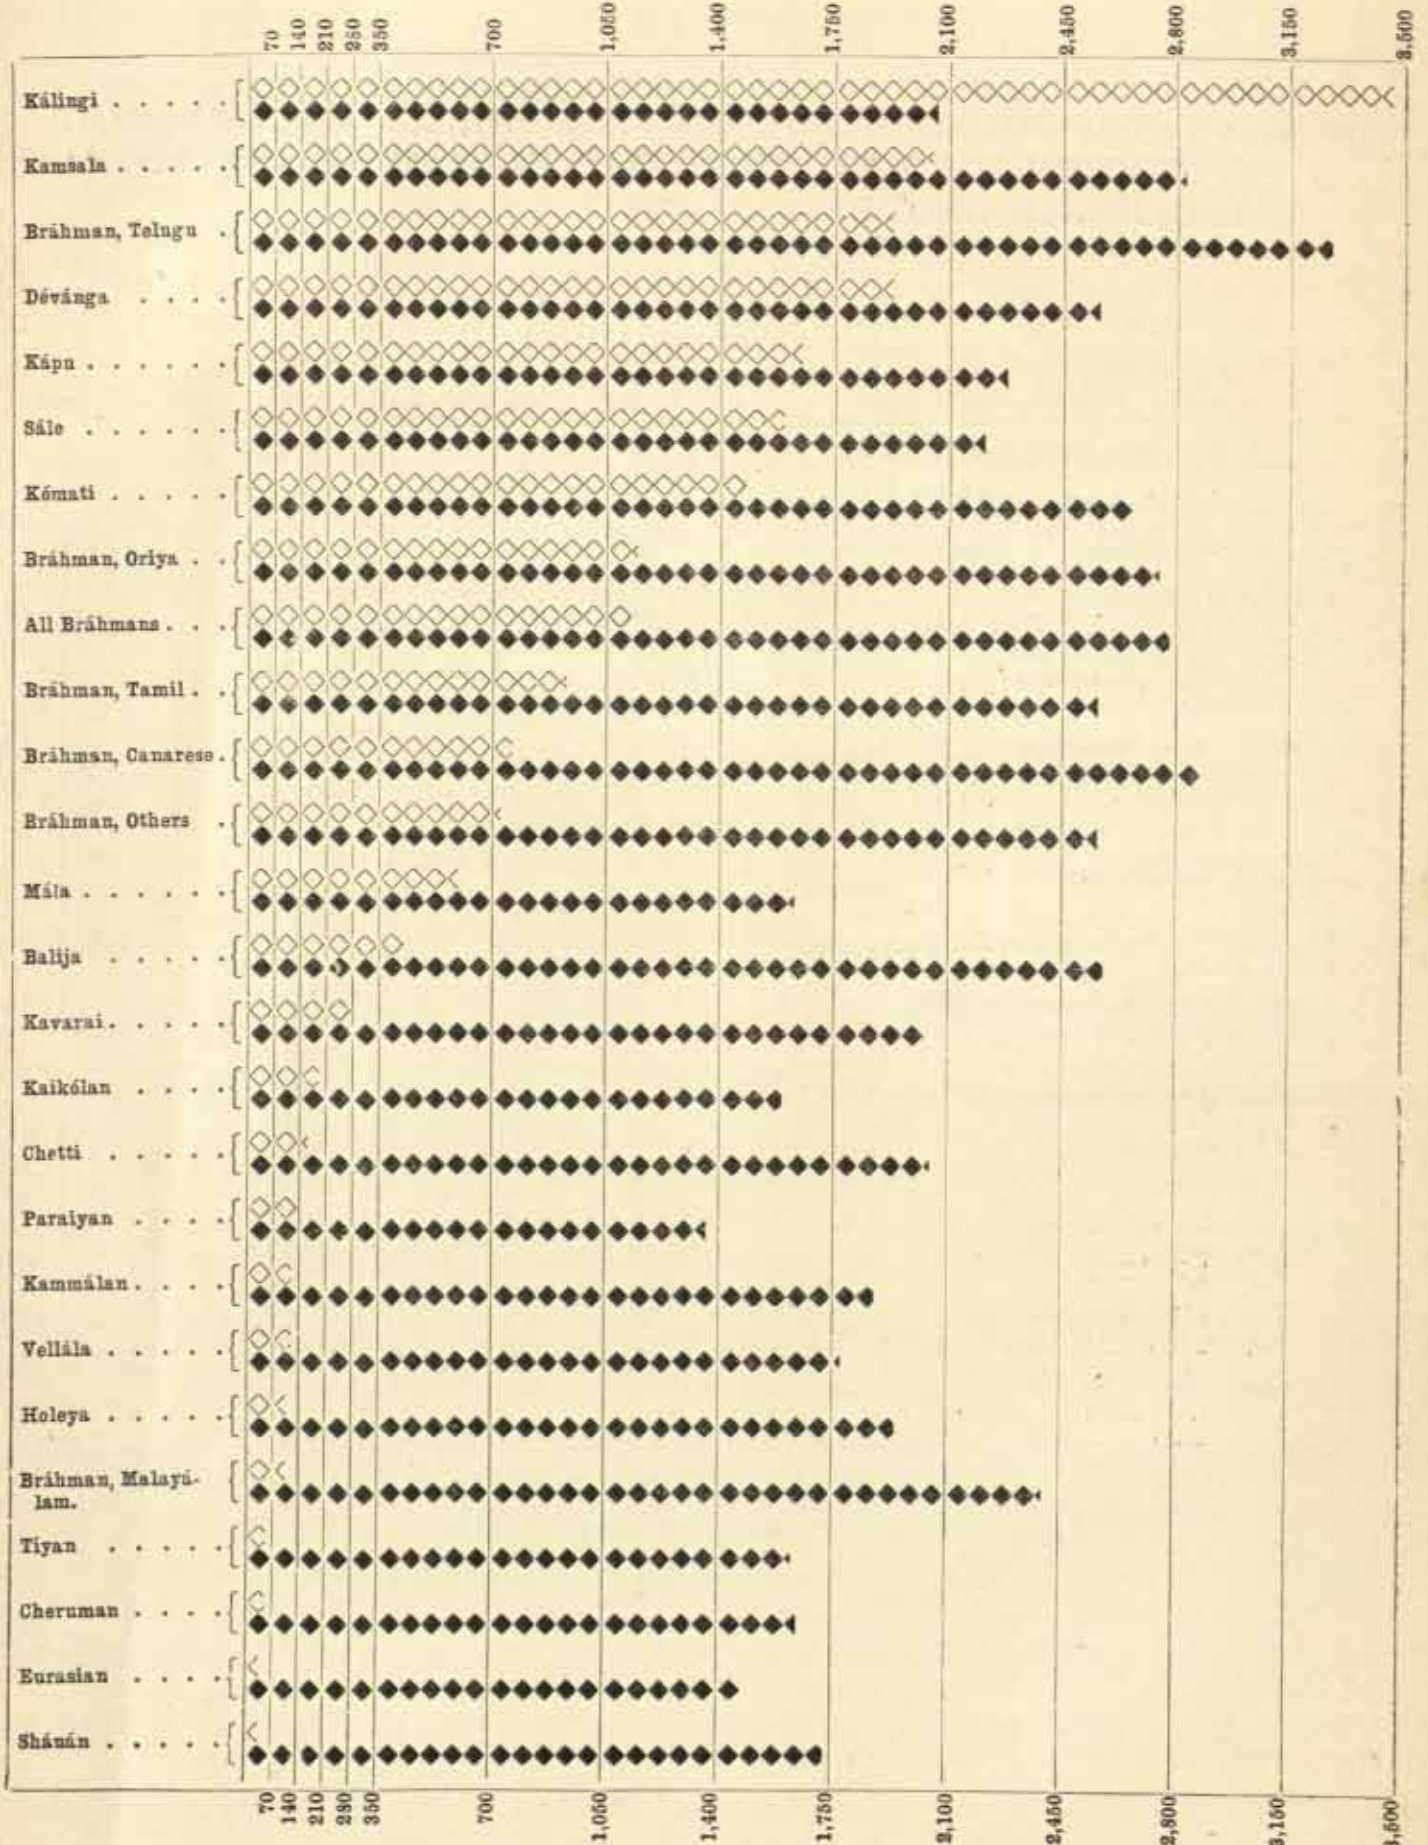 70 140 210 280 350 700 1,050 1,400 1,750 2,100 2,450 2,800 3,150 3,500
Kálingi . . . . .
Kamsala . . . . .
Bráhman, Telugu .
Dévánga . . . .
Kápu . . . . . .
Sále . . . . . .
Kómati . . . . .
Bráhman, Oriya . .
All Bráhmans . . .
Bráhman, Tamil . .
Bráhman, Canarese .
Bráhman, Others .
Mála . . . . . .
Balija . . . . .
Kavarai . . . . .
Kaikólan . . . .
Chetti . . . . .
Paraiyan . . . .
Kammálan . . . .
Vellála . . . . .
Holeya . . . . .
Bráhman, Malayá-
lam.
Tiyan . . . . .
Cheruman . . . .
Eurasian . . . .
Shánán . . . . .
70 140 210 280 350 700 1,050 1,400 1,750 2,100 2,450 2,800 3,150 3,500